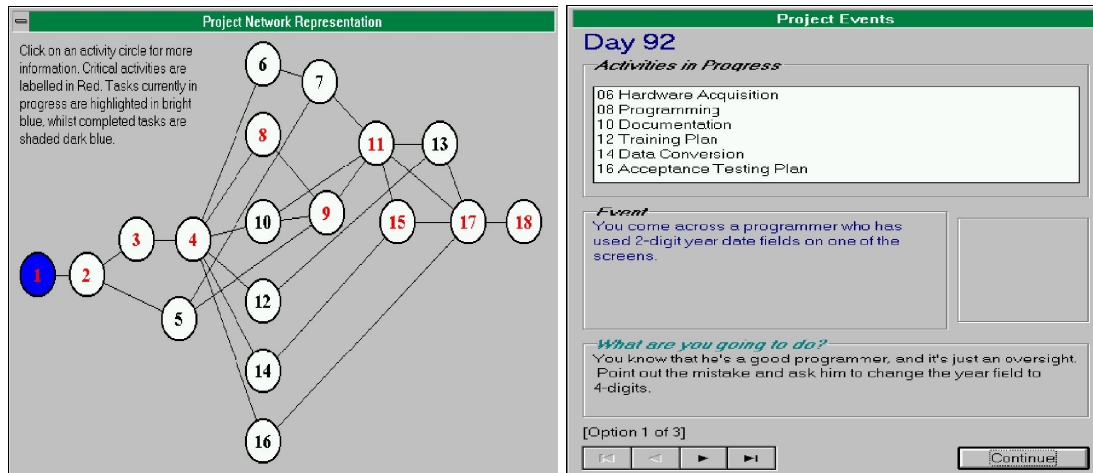 Project Network Representation
Click on an activity circle for more
information. Critical activities are
labelled in Red. Tasks currently in
progress are highlighted in bright
blue, whilst completed tasks are
shaded dark blue.
6
7
8
11
13
3
4
10
9
15
17
18
1
2
5
12
14
16
Project Events
Day 92
Activities in Progress
06 Hardware Acquisition
08 Programming
10 Documentation
12 Training Plan
14 Data Conversion
16 Acceptance Testing Plan
Event
You come across a programmer who has
used 2-digit year date fields on one of the
screens.
What are you going to do?
You know that he's a good programmer, and it's just an oversight.
Point out the mistake and ask him to change the year field to
4-digits.
[Option 1 of 3]
Continue